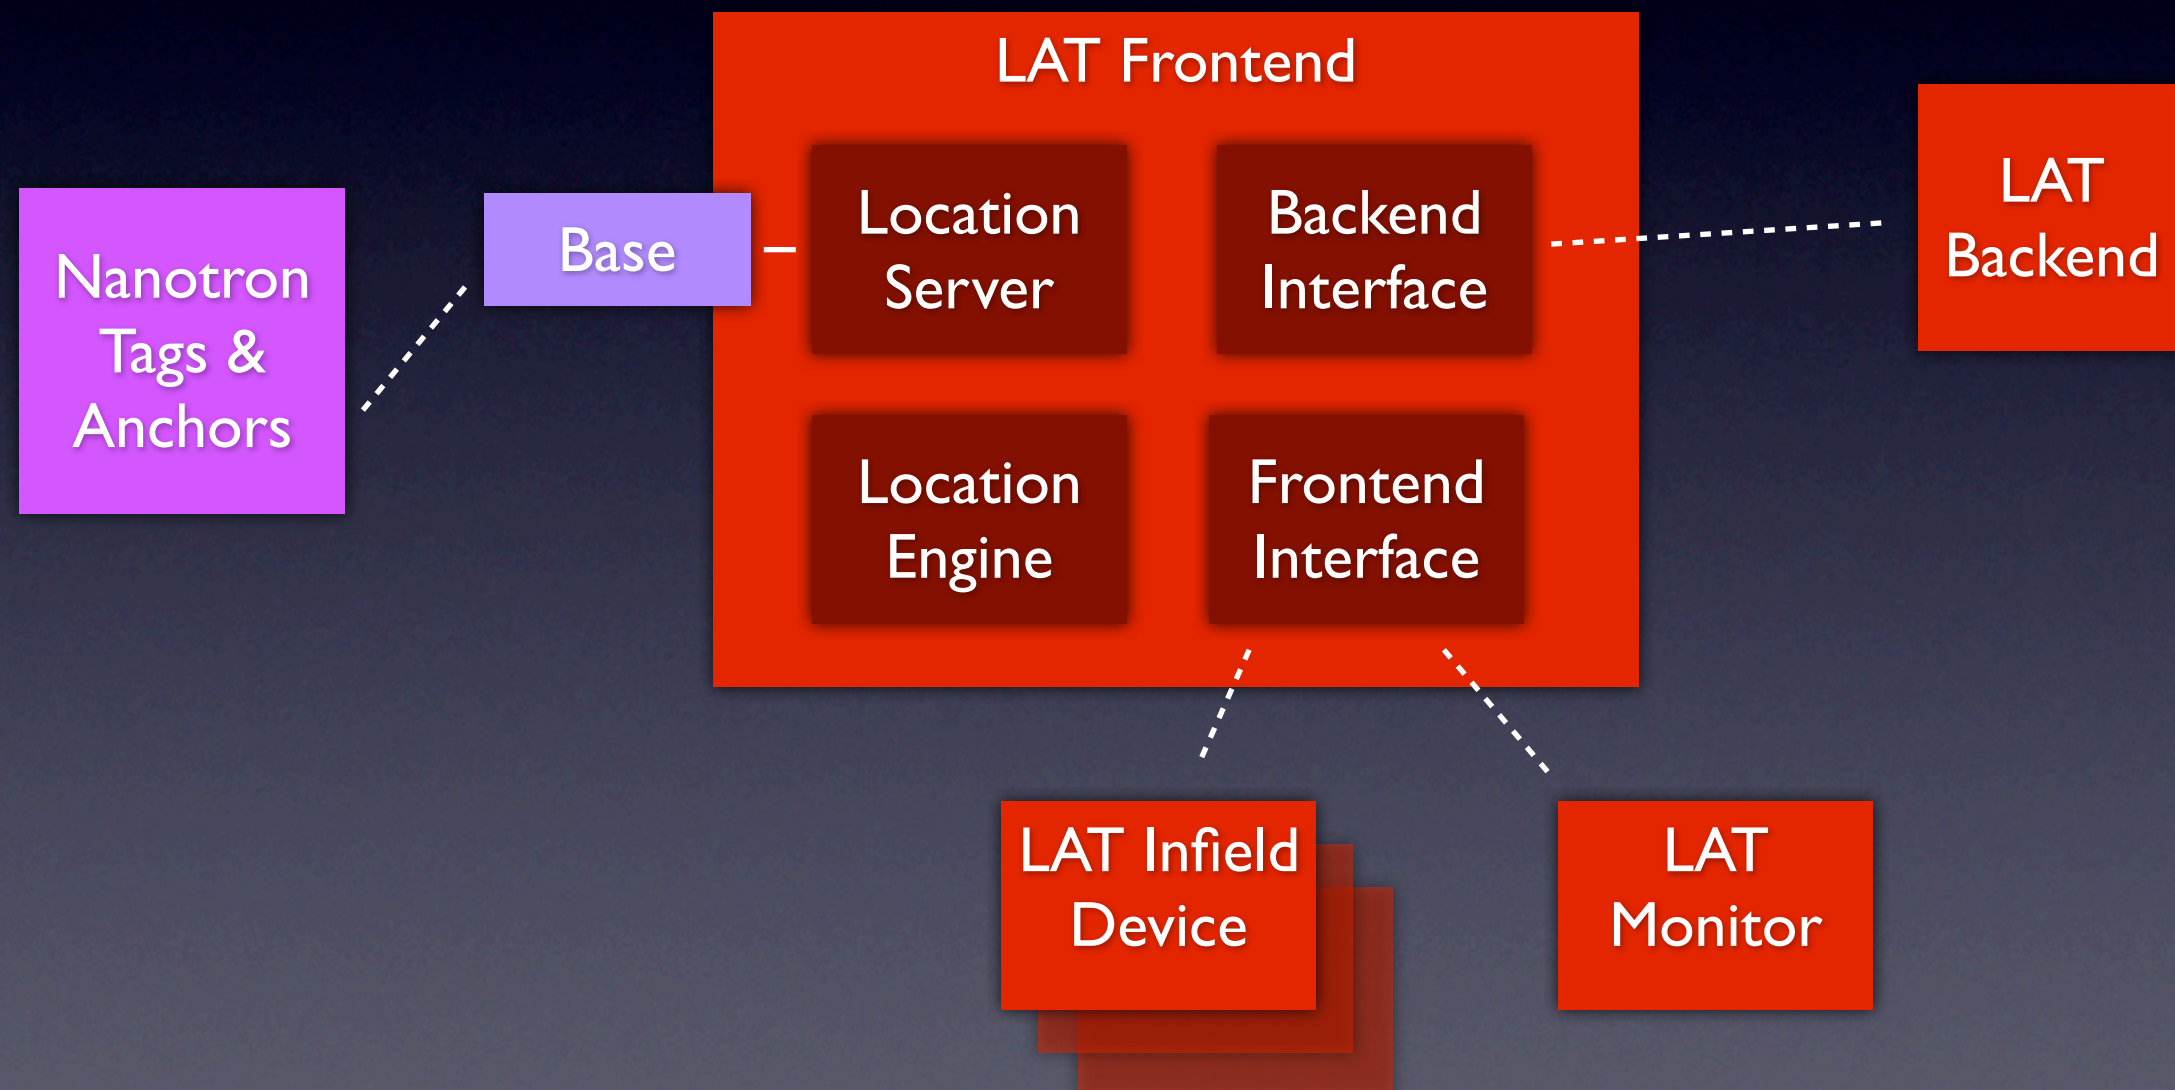 LAT Frontend
Nanotron
Tags &
Anchors
Base
Location
Server
Backend
Interface
LAT
Backend
Location
Engine
Frontend
Interface
LAT Infield
Device
LAT
Monitor